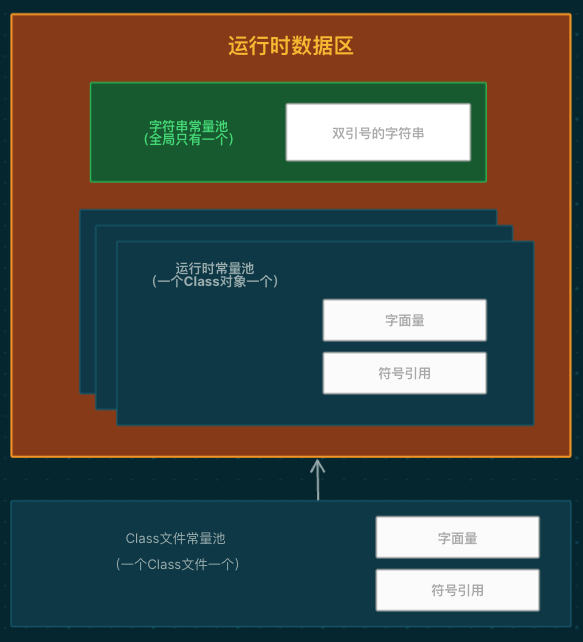 运行时数据区
字符串常量池
(全局只有一个)
双引号的字符串
运行时常量池
(一个Class对象一个)
字面量
符号引用
Class文件常量池
(一个Class文件一个)
字面量
符号引用